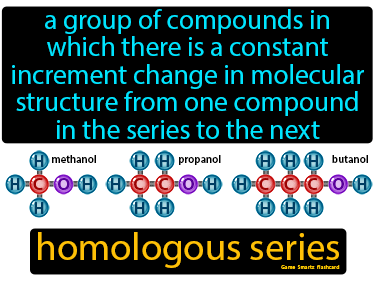 a group of compounds in
which there is a constant
increment change in molecular
structure from one compound
in the series to the next
methanol propanol butanol
H H H H H H
H C O H H C C O H H C C C O H
H H H H H H
homologous series
Game Smartz Flashcard